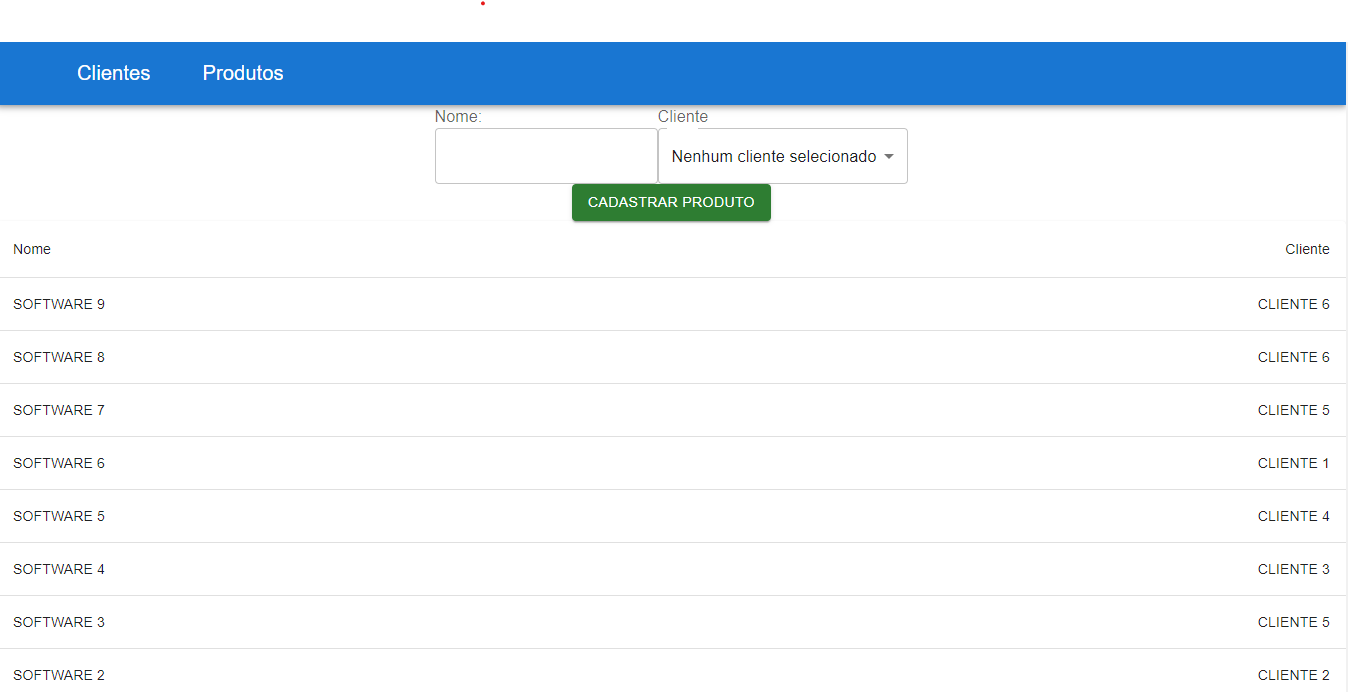 Clientes Produtos
Nome: Cliente
Nenhum cliente selecionado
CADASTRAR PRODUTO
Nome Cliente
SOFTWARE 9 CLIENTE 6
SOFTWARE 8 CLIENTE 6
SOFTWARE 7 CLIENTE 5
SOFTWARE 6 CLIENTE 1
SOFTWARE 5 CLIENTE 4
SOFTWARE 4 CLIENTE 3
SOFTWARE 3 CLIENTE 5
SOFTWARE 2 CLIENTE 2